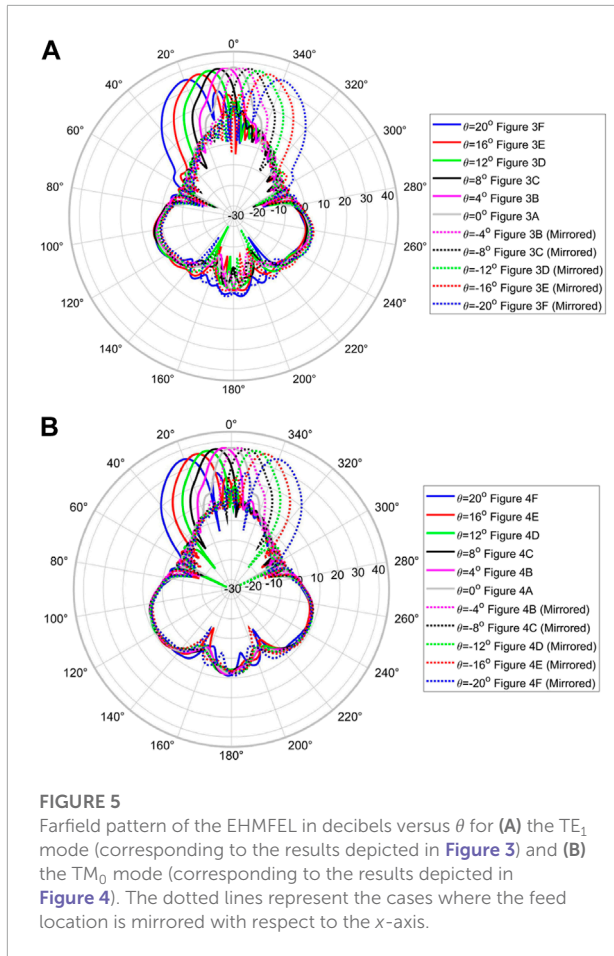 A
0°
20°
340°
40°
320°
60°
300°
80°
280°
-30 -20 -10 0 10 20 30 40
100°
260°
120°
240°
140°
220°
160°
200°
180°
θ=20° Figure 3F
θ=16° Figure 3E
θ=12° Figure 3D
θ=8° Figure 3C
θ=4° Figure 3B
θ=0° Figure 3A
θ=-4° Figure 3B (Mirrored)
θ=-8° Figure 3C (Mirrored)
θ=-12° Figure 3D (Mirrored)
θ=-16° Figure 3E (Mirrored)
θ=-20° Figure 3F (Mirrored)
B
0°
20°
340°
40°
320°
60°
300°
80°
280°
-30 -20 -10 0 10 20 30 40
100°
260°
120°
240°
140°
220°
160°
200°
180°
θ=20° Figure 4F
θ=16° Figure 4E
θ=12° Figure 4D
θ=8° Figure 4C
θ=4° Figure 4B
θ=0° Figure 4A
θ=-4° Figure 4B (Mirrored)
θ=-8° Figure 4C (Mirrored)
θ=-12° Figure 4D (Mirrored)
θ=-16° Figure 4E (Mirrored)
θ=-20° Figure 4F (Mirrored)
FIGURE 5
Farfield pattern of the EHMFEL in decibels versus θ for (A) the TE₁
mode (corresponding to the results depicted in Figure 3) and (B)
the TM₀ mode (corresponding to the results depicted in
Figure 4). The dotted lines represent the cases where the feed
location is mirrored with respect to the x-axis.